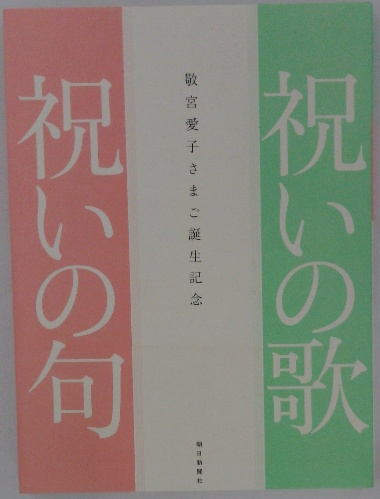 祝いの歌
敬宮愛子さまご誕生記念
祝いの句
朝日新聞社